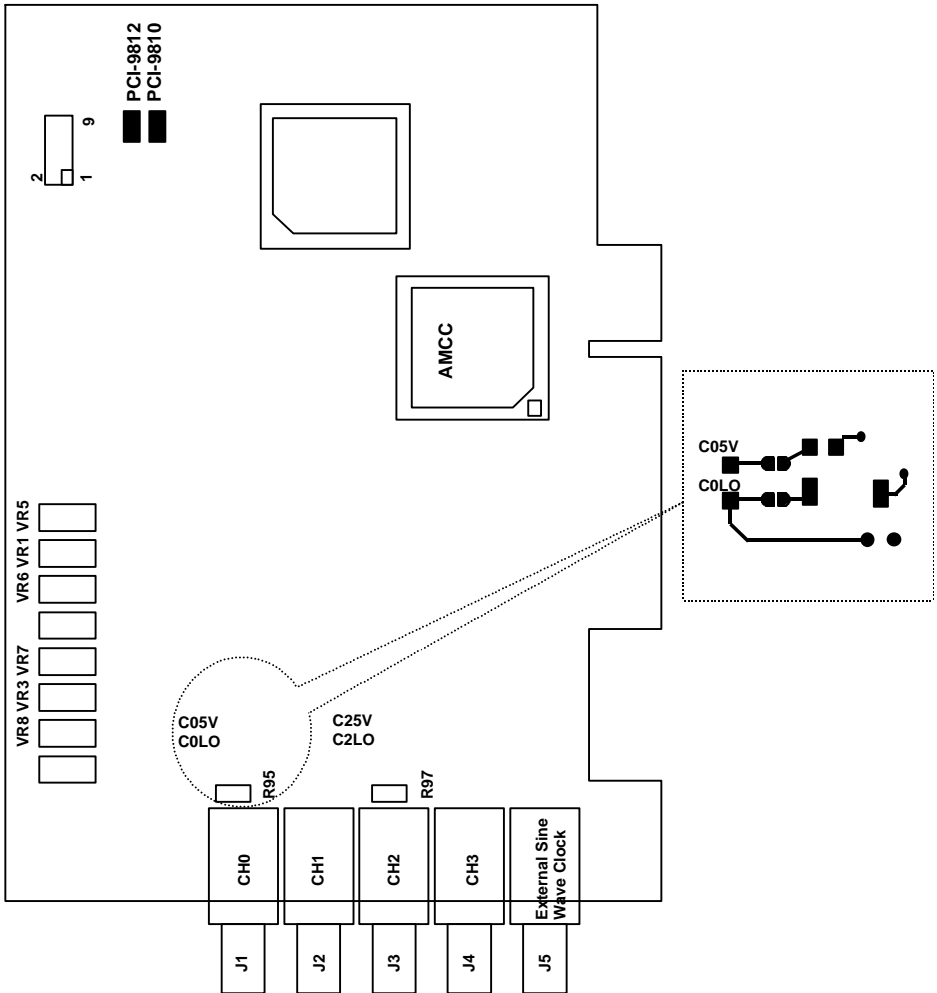 PCI-9812
PCI-9810
2
1
9
AMCC
C05V
C0LO
VR8 VR3 VR7 VR6 VR1 VR5
C05V
C0LO
C25V
C2LO
R95
R97
CH0
CH1
CH2
CH3
External Sine
Wave Clock
J1
J2
J3
J4
J5